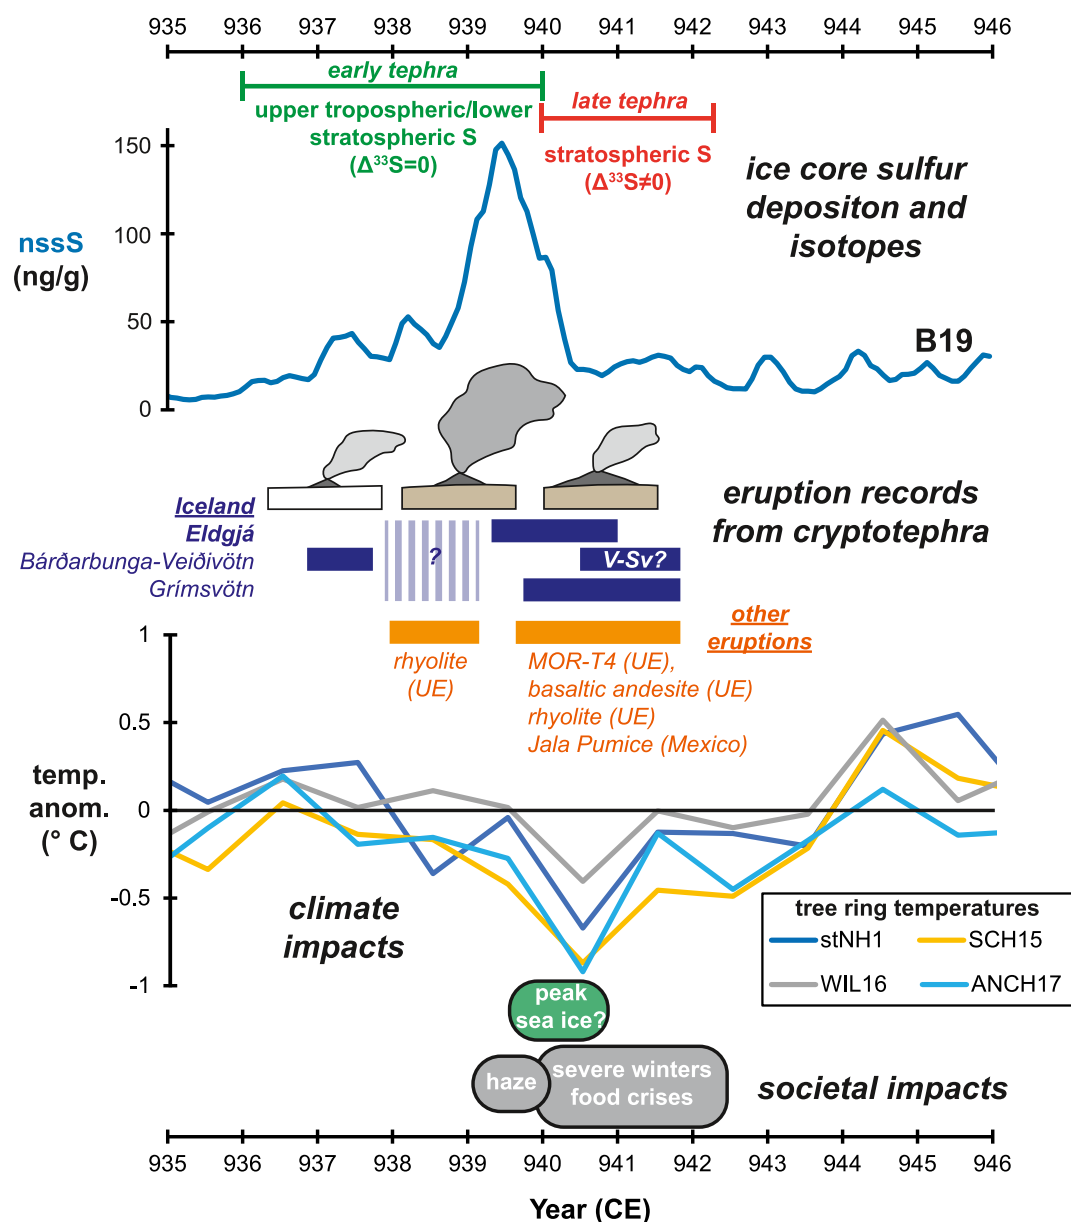 935 936 937 938 939 940 941 942 943 944 945 946
early tephra
upper tropospheric/lower
stratospheric S
(Δ³³S=0)
late tephra
stratospheric S
(Δ³³S≠0)
ice core sulfur
depositon and
isotopes
150
100
50
0
nssS
(ng/g)
B19
eruption records
from cryptotephra
Iceland
Eldgjá
Bárðarbunga-Veiðivötn
Grímsvötn
?
V-Sv?
other
eruptions
rhyolite
(UE)
MOR-T4 (UE),
basaltic andesite (UE)
rhyolite (UE)
Jala Pumice (Mexico)
1
0.5
0
-0.5
-1
temp.
anom.
(° C)
climate
impacts
tree ring temperatures
stNH1 SCH15
WIL16 ANCH17
peak
sea ice?
haze
severe winters
food crises
societal impacts
935 936 937 938 939 940 941 942 943 944 945 946
Year (CE)